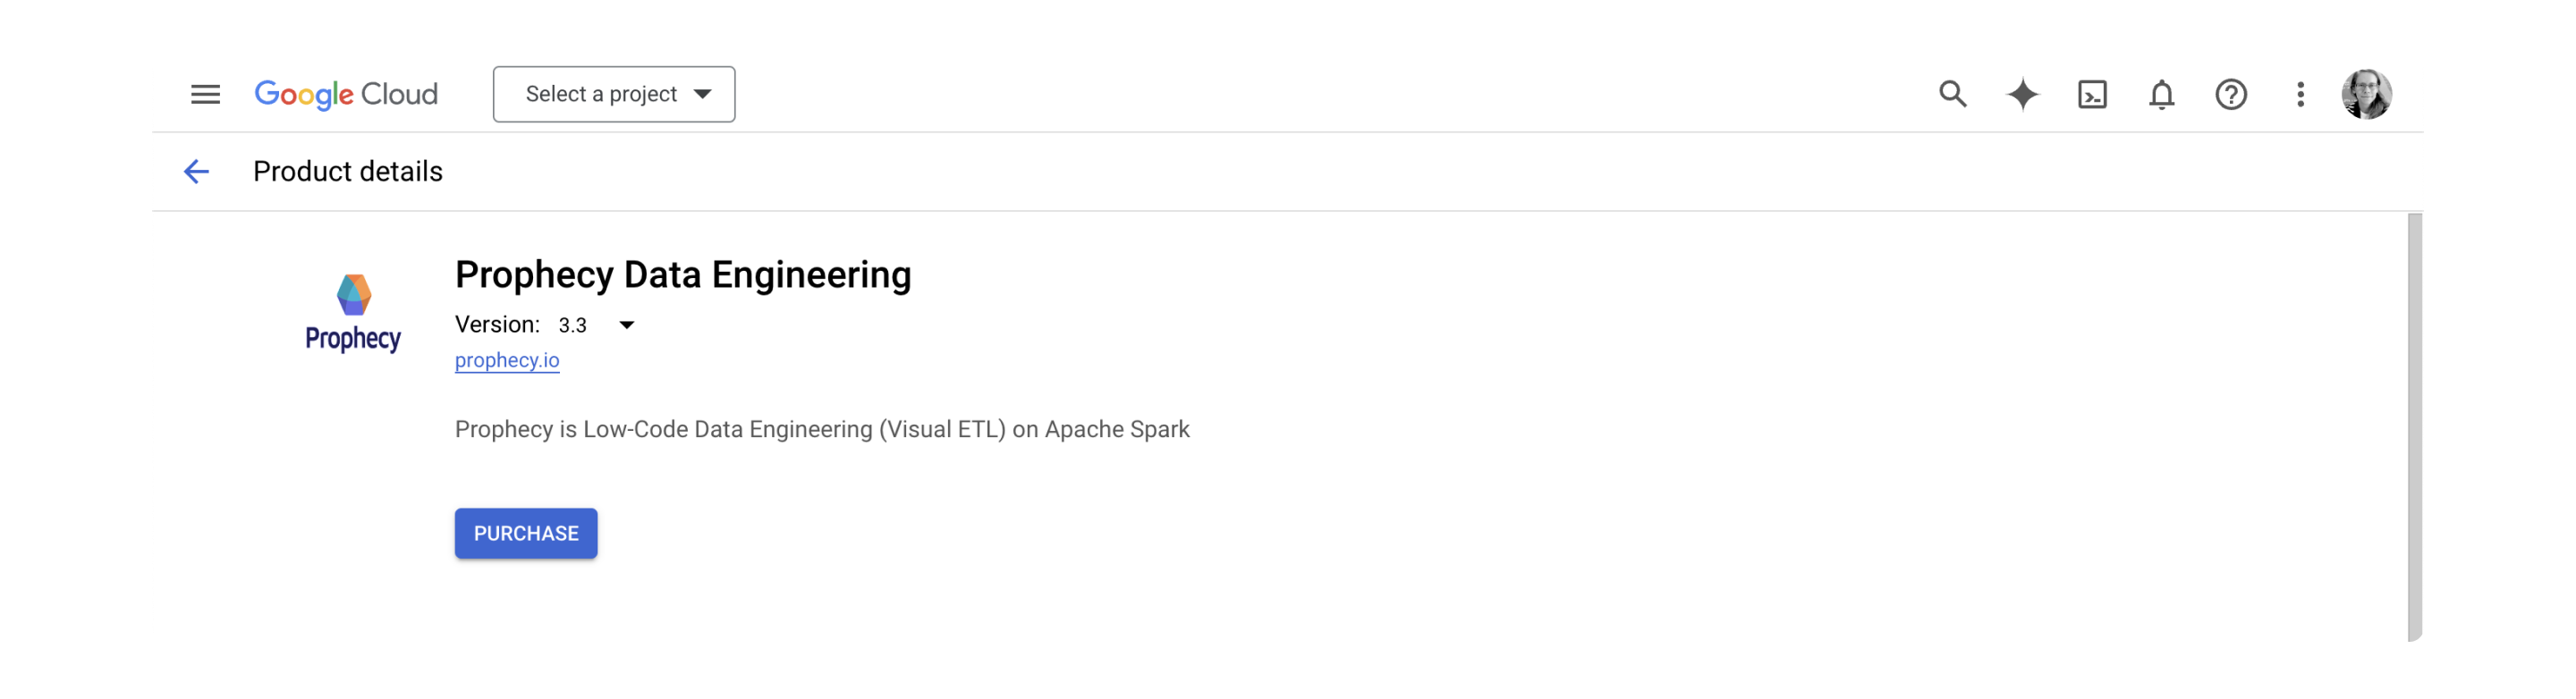 Google Cloud
Select a project
Product details
Prophecy
Prophecy Data Engineering
Version: 3.3
prophecy.io
Prophecy is Low-Code Data Engineering (Visual ETL) on Apache Spark
PURCHASE